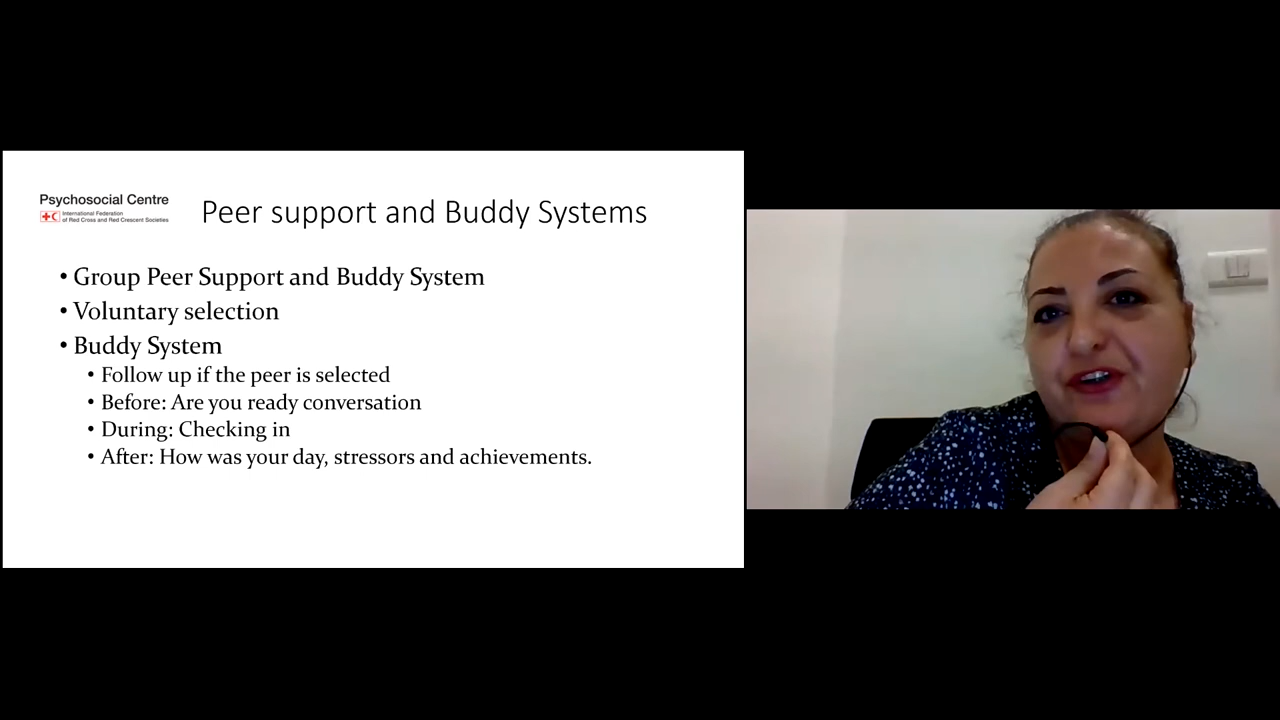 Psychosocial Centre
International Federation
of Red Cross and Red Crescent Societies
Peer support and Buddy Systems
• Group Peer Support and Buddy System
• Voluntary selection
• Buddy System
• Follow up if the peer is selected
• Before: Are you ready conversation
• During: Checking in
• After: How was your day, stressors and achievements.